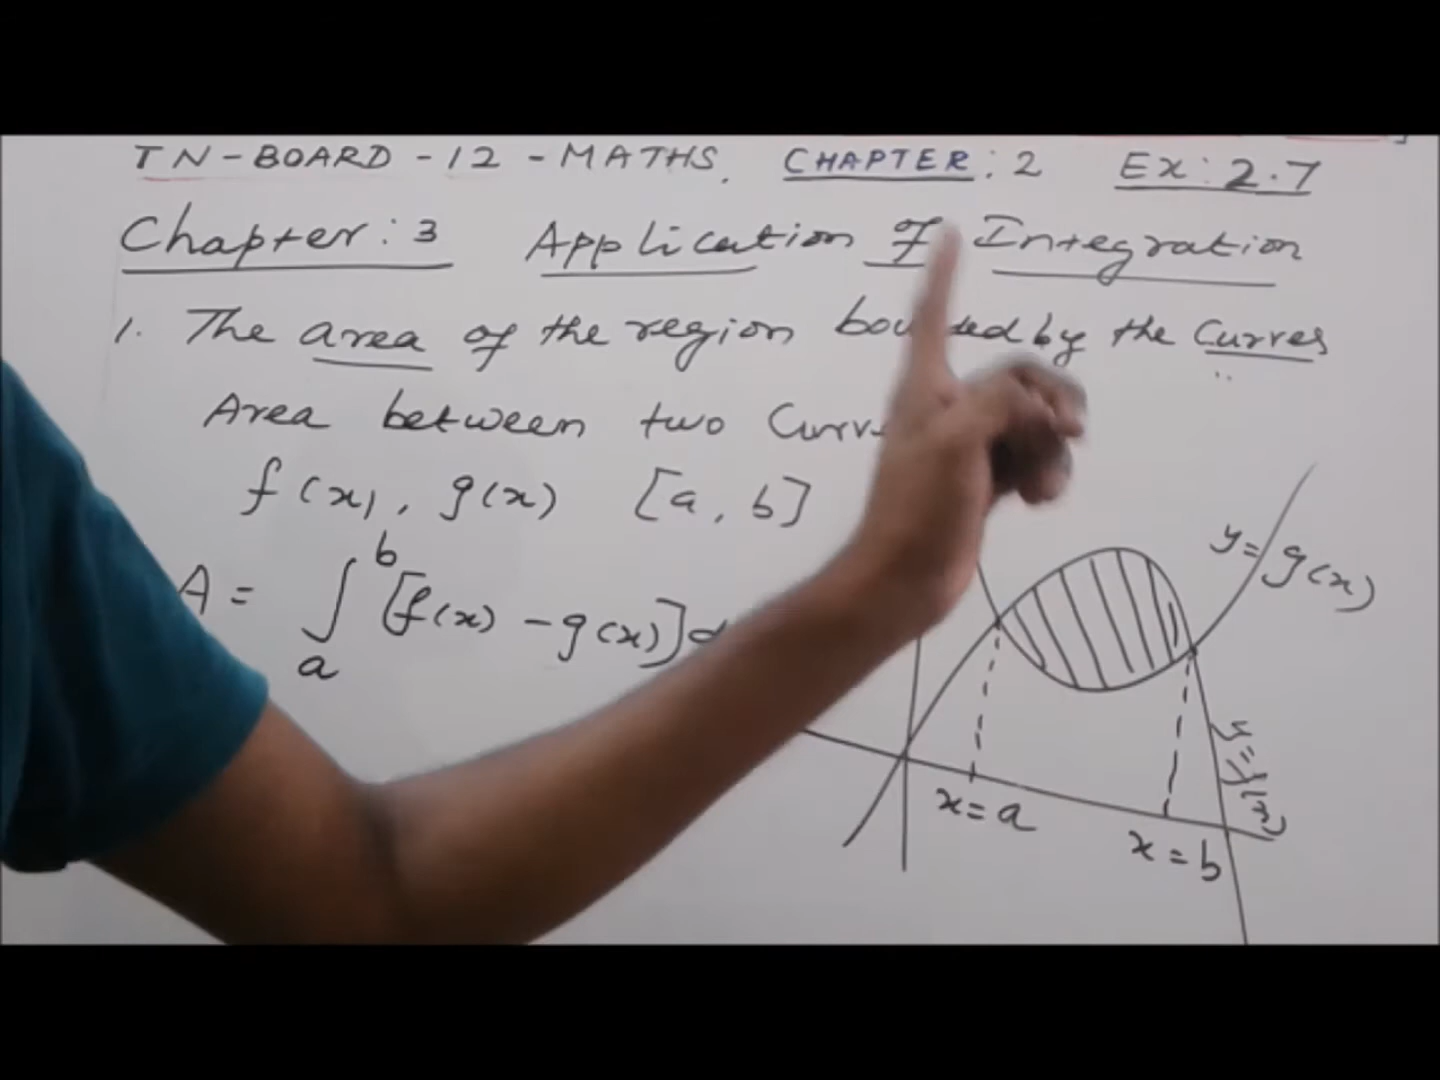 TN-BOARD-12-MATHS. CHAPTER: 2 Ex: 2.7
Chapter: 3 Application of Integration
1. The area of the region bounded by the Curves
Area between two
f(x), g(x) [a, b]
A = ∫ₐᵇ [f(x) - g(x)]
y = g(x)
y = f(x)
x = a
x = b